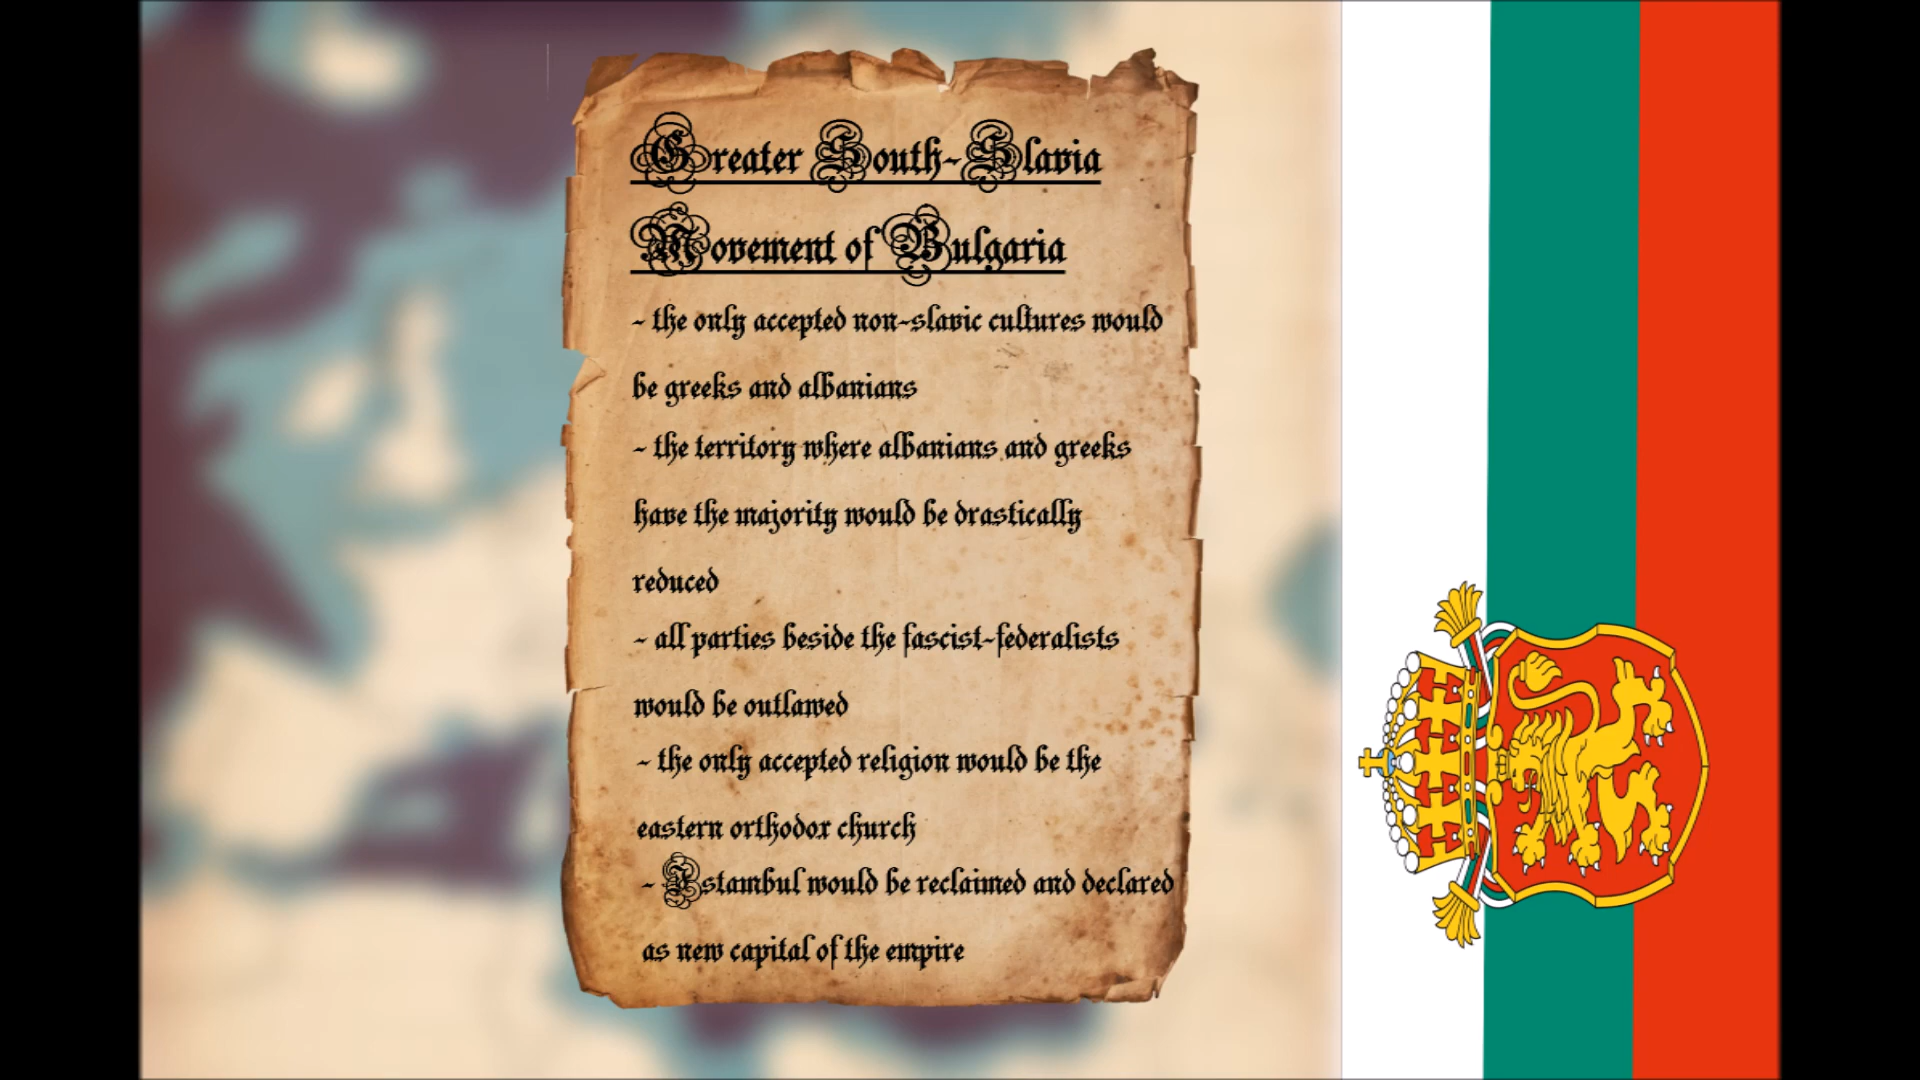 Greater South-Slavia
Movement of Bulgaria
- the only accepted non-slavic cultures would
be greeks and albanians
- the territory where albanians and greeks
have the majority would be drastically
reduced
- all parties beside the fascist-federalists
would be outlawed
- the only accepted religion would be the
eastern orthodox church
- Istambul would be reclaimed and declared
as new capital of the empire